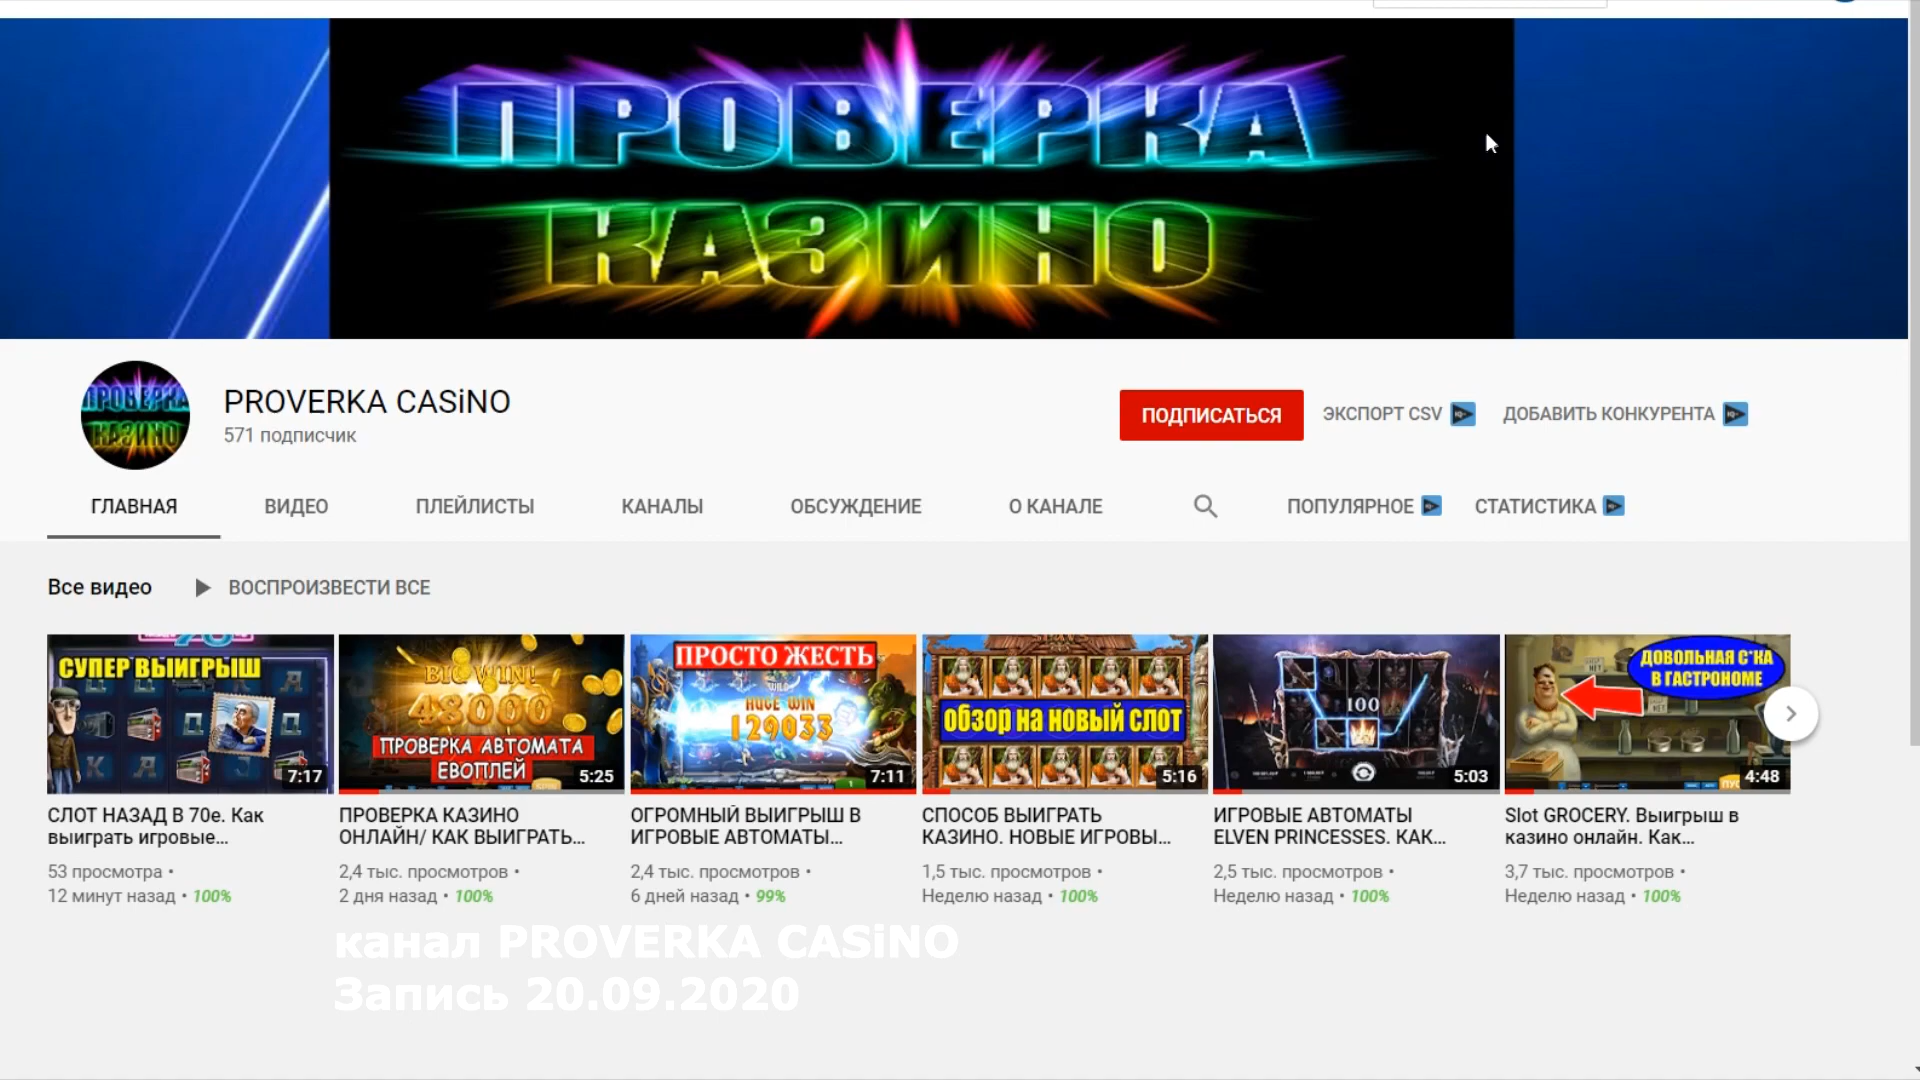 ПРОВЕРКА
КАЗИНО
ПРОВЕРКА
КАЗИНО
PROVERKA CASiNO
571 подписчик
ПОДПИСАТЬСЯ
ЭКСПОРТ CSV
ДОБАВИТЬ КОНКУРЕНТА
ГЛАВНАЯ ВИДЕО ПЛЕЙЛИСТЫ КАНАЛЫ ОБСУЖДЕНИЕ О КАНАЛЕ ПОПУЛЯРНОЕ СТАТИСТИКА
Все видео ВОСПРОИЗВЕСТИ ВСЕ
СУПЕР ВЫИГРЫШ
7:17
СЛОТ НАЗАД В 70е. Как
выиграть игровые...
53 просмотра •
12 минут назад • 100%
BIG WIN!
48000
ПРОВЕРКА АВТОМАТА
ЕВОПЛЕЙ
5:25
ПРОВЕРКА КАЗИНО
ОНЛАЙН/ КАК ВЫИГРАТЬ...
2,4 тыс. просмотров •
2 дня назад • 100%
ПРОСТО ЖЕСТЬ
WILD
HUGE WIN
129033
7:11
ОГРОМНЫЙ ВЫИГРЫШ В
ИГРОВЫЕ АВТОМАТЫ...
2,4 тыс. просмотров •
6 дней назад • 99%
обзор на новый слот
5:16
СПОСОБ ВЫИГРАТЬ
КАЗИНО. НОВЫЕ ИГРОВЫ...
1,5 тыс. просмотров •
Неделю назад • 100%
100
5:03
ИГРОВЫЕ АВТОМАТЫ
ELVEN PRINCESSES. КАК...
2,5 тыс. просмотров •
Неделю назад • 100%
ДОВОЛЬНАЯ С*КА
В ГАСТРОНОМЕ
4:48
Slot GROCERY. Выигрыш в
казино онлайн. Как...
3,7 тыс. просмотров •
Неделю назад • 100%
канал PROVERKA CASiNO
Запись 20.09.2020